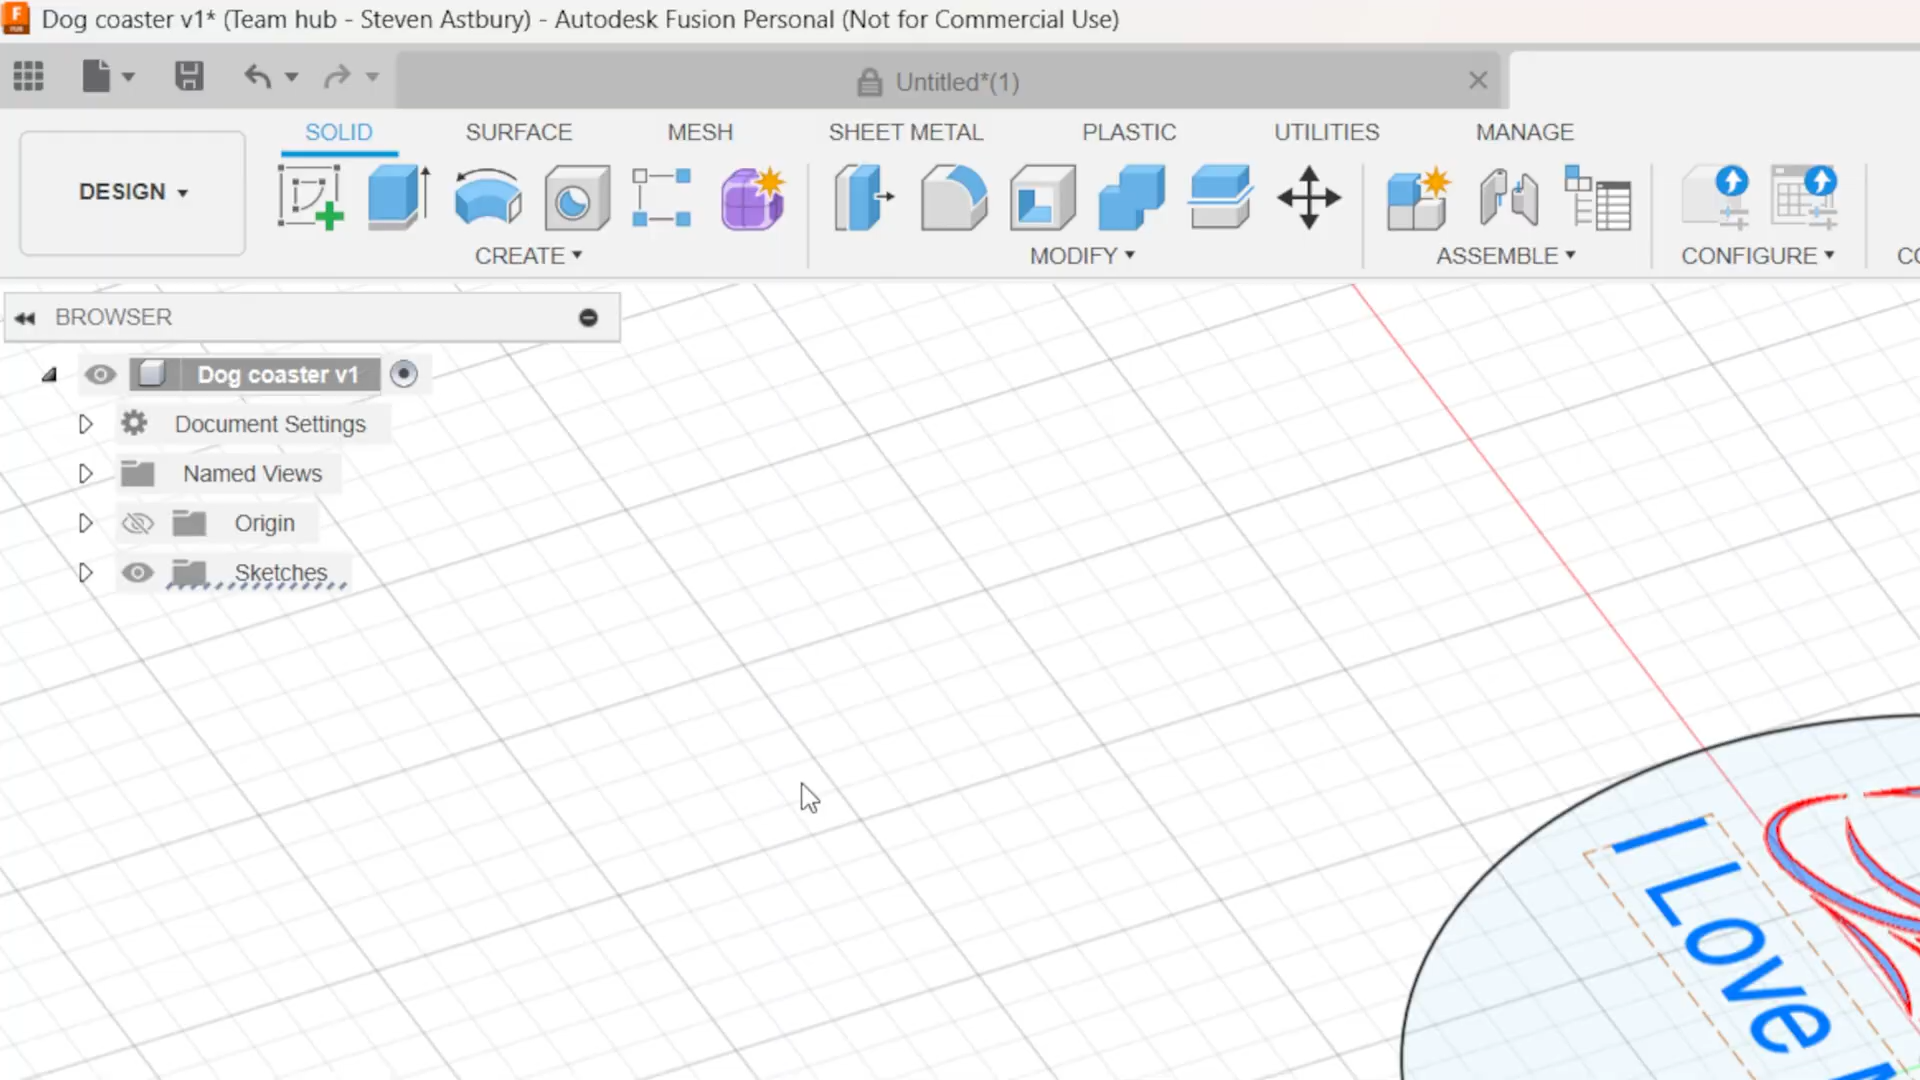 Dog coaster v1* (Team hub - Steven Astbury) - Autodesk Fusion Personal (Not for Commercial Use)
Untitled*(1)
SOLID SURFACE MESH SHEET METAL PLASTIC UTILITIES MANAGE
DESIGN
CREATE MODIFY ASSEMBLE CONFIGURE
BROWSER
Dog coaster v1
Document Settings
Named Views
Origin
Sketches
I Love